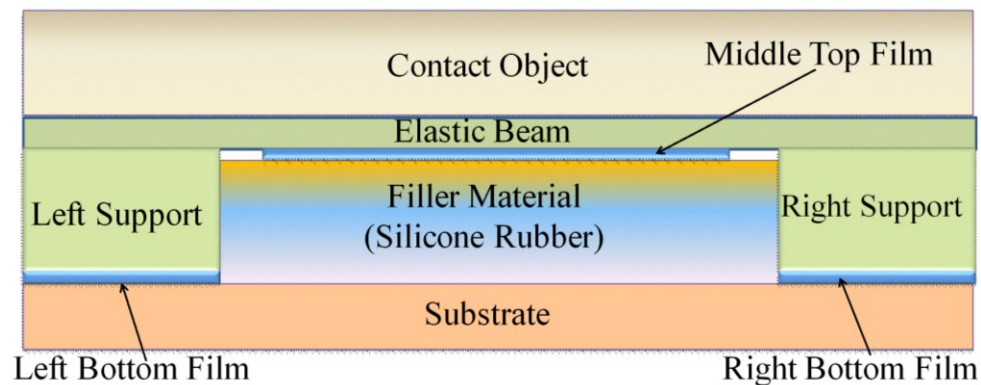 Contact Object
Middle Top Film
Elastic Beam
Left Support
Filler Material
(Silicone Rubber)
Right Support
Substrate
Left Bottom Film
Right Bottom Film